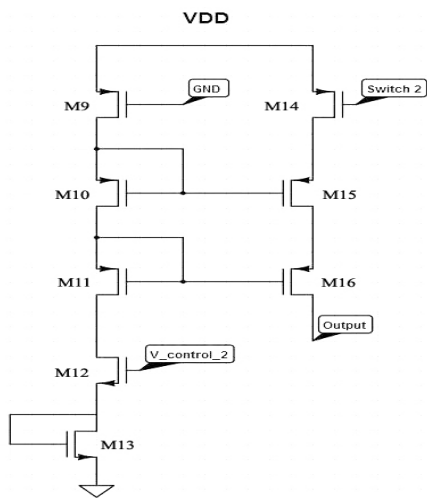 VDD
M9
GND
M14
Switch 2
M10
M15
M11
M16
Output
M12
V_control_2
M13